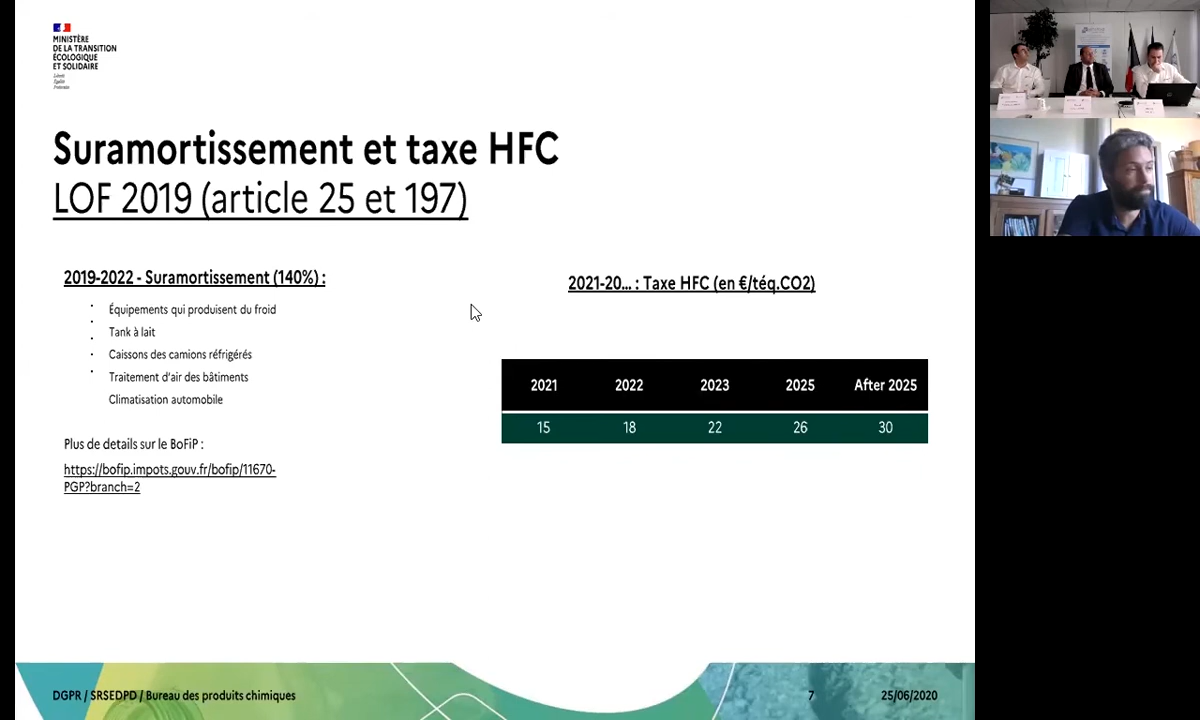 MINISTÈRE
DE LA TRANSITION
ÉCOLOGIQUE
ET SOLIDAIRE
Liberté
Égalité
Fraternité
Suramortissement et taxe HFC
LOF 2019 (article 25 et 197)
2019-2022 - Suramortissement (140%) :
Équipements qui produisent du froid
Tank à lait
Caissons des camions réfrigérés
Traitement d'air des bâtiments
Climatisation automobile
Plus de details sur le BoFiP :
https://bofip.impots.gouv.fr/bofip/11670-
PGP?branch=2
2021-20... : Taxe HFC (en €/téq.CO2)
2021 2022 2023 2025 After 2025
15 18 22 26 30
DGPR / SRSEDPD / Bureau des produits chimiques 7 25/06/2020